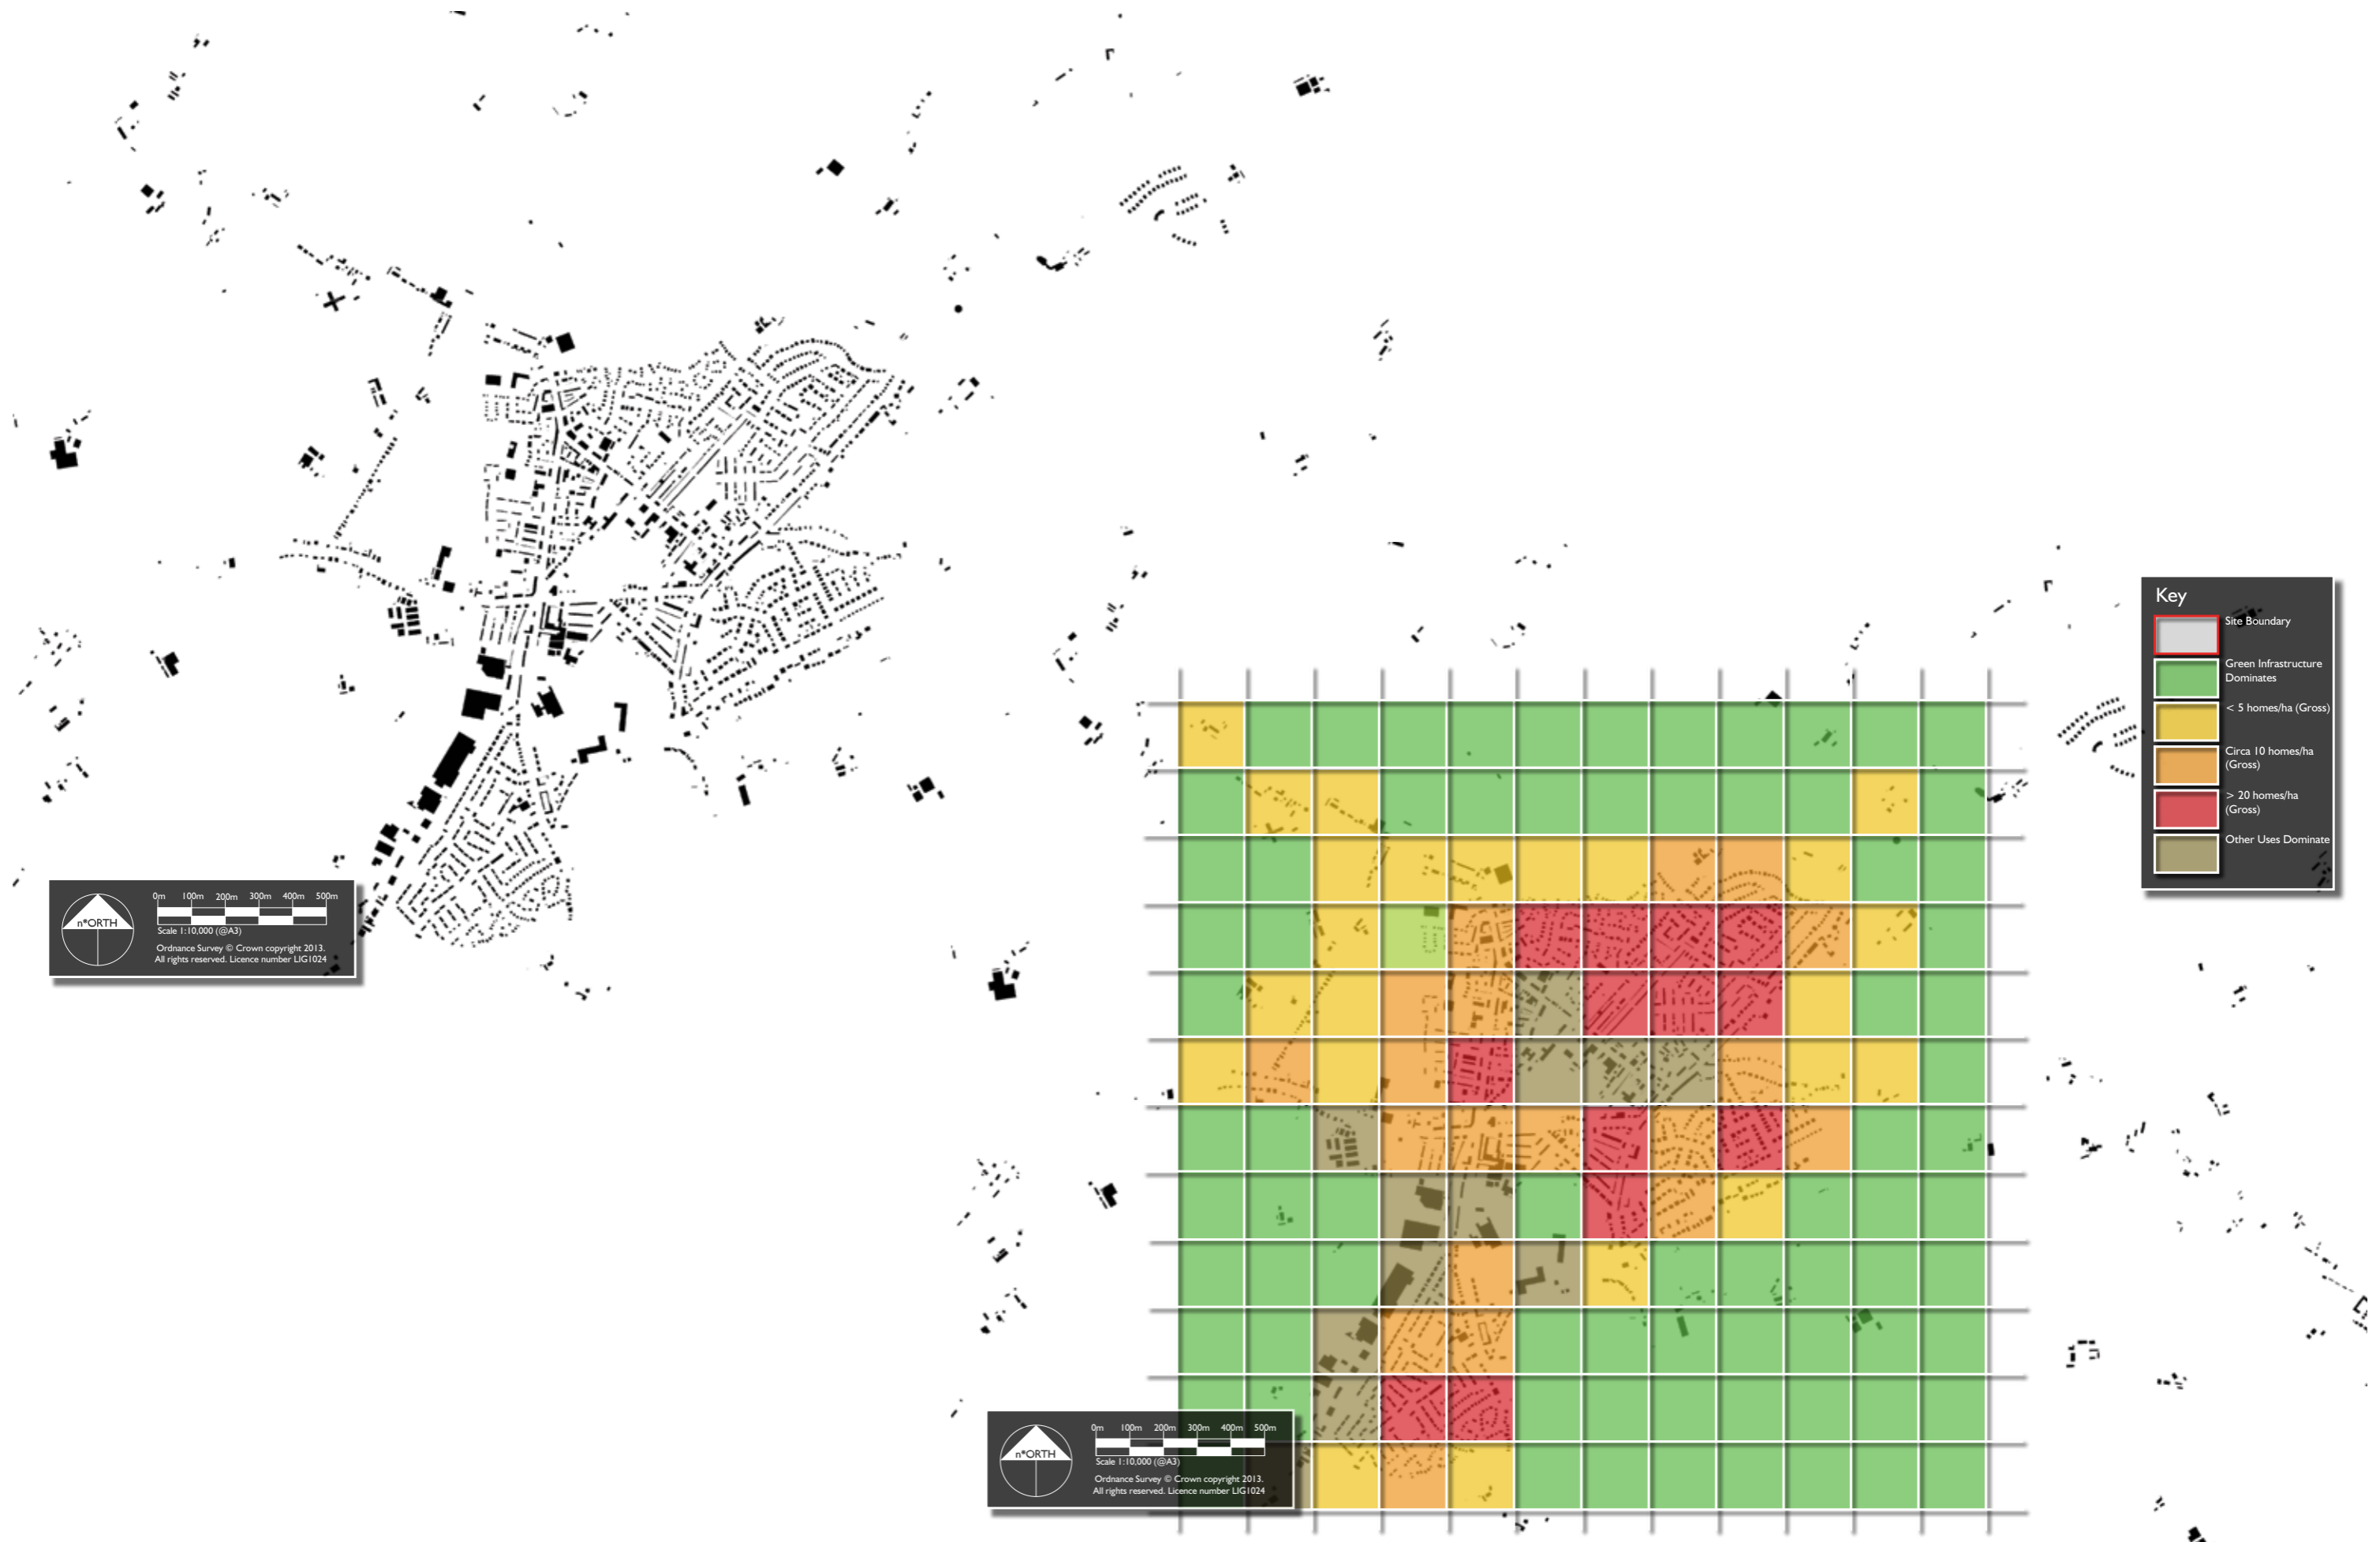 Key
Site Boundary
Green Infrastructure
Dominates
< 5 homes/ha (Gross)
Circa 10 homes/ha
(Gross)
> 20 homes/ha
(Gross)
Other Uses Dominate
0m 100m 200m 300m 400m 500m
n*ORTH
Scale 1:10,000 (@A3)
Ordnance Survey © Crown copyright 2013.
All rights reserved. Licence number LIG1024
0m 100m 200m 300m 400m 500m
n*ORTH
Scale 1:10,000 (@A3)
Ordnance Survey © Crown copyright 2013.
All rights reserved. Licence number LIG1024